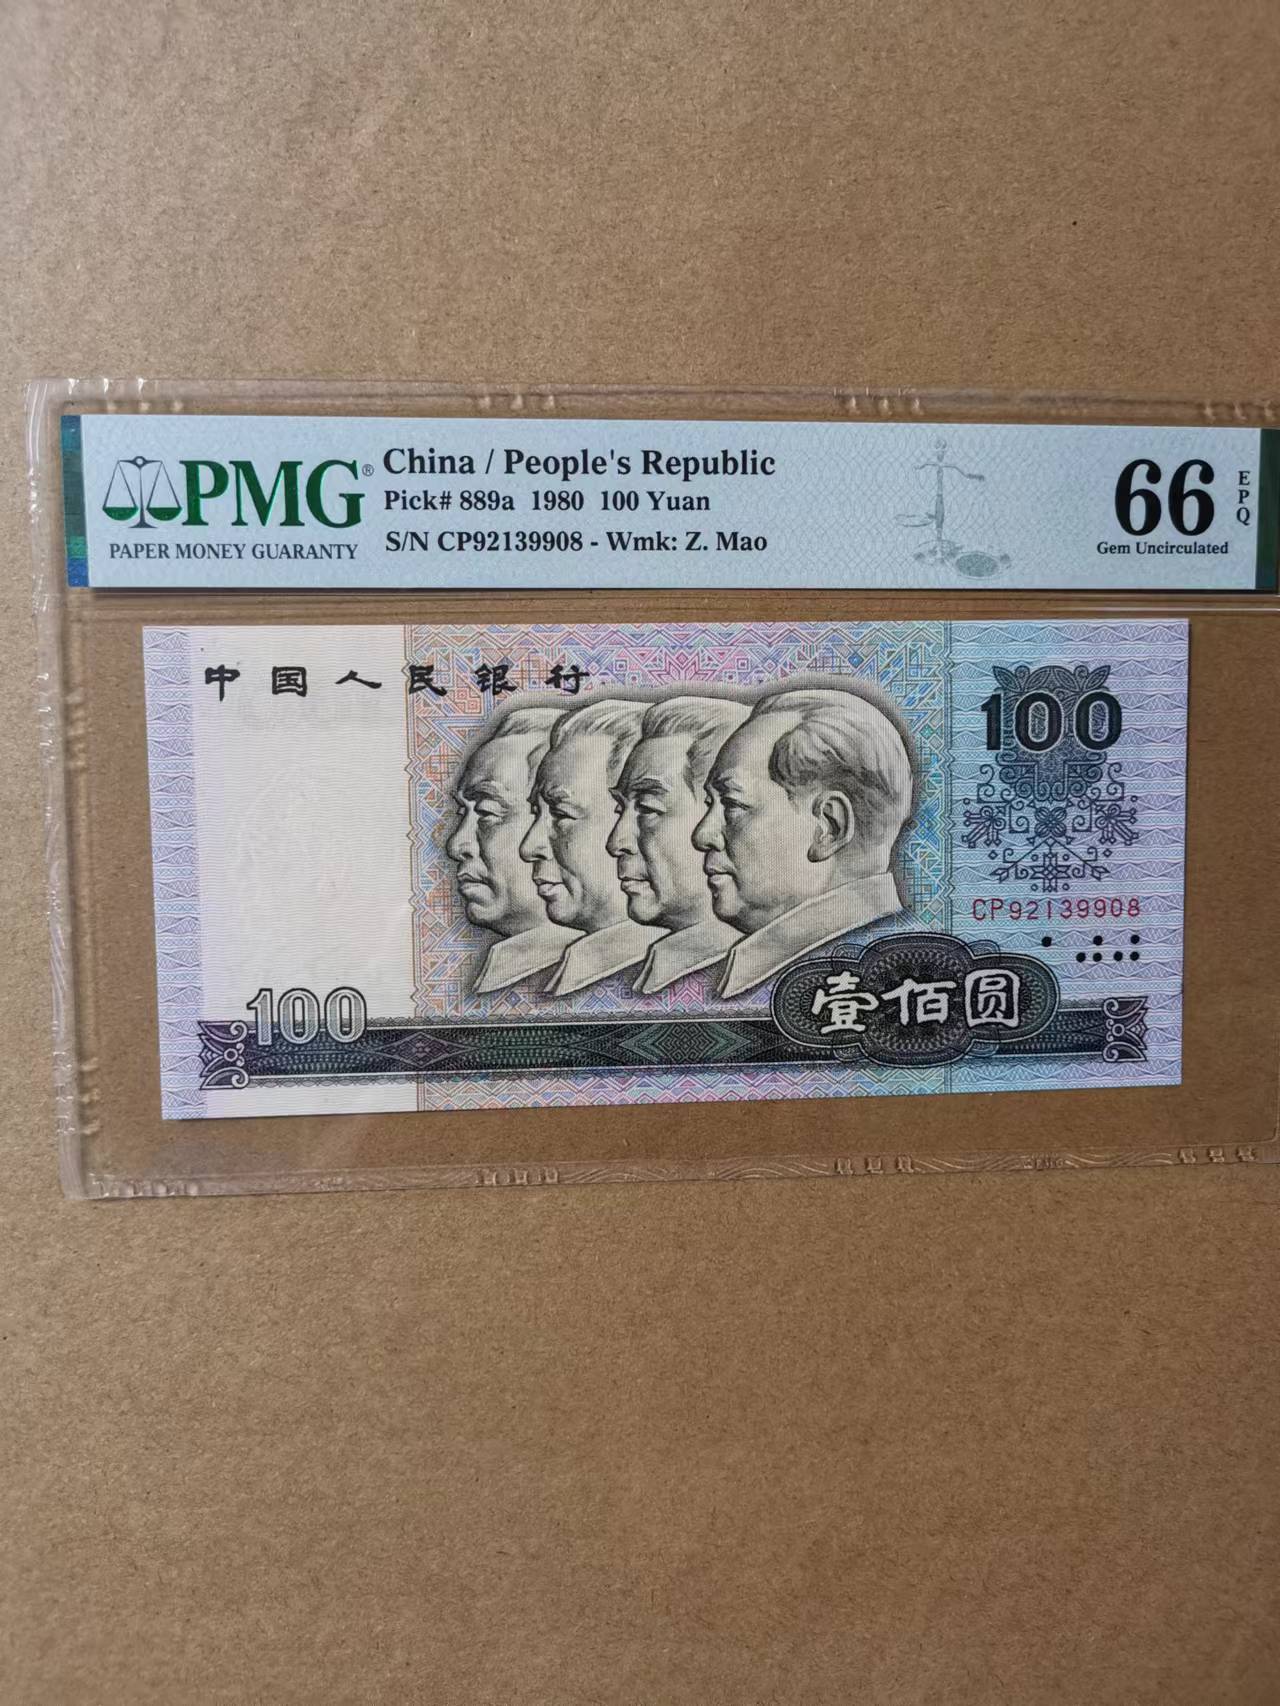 PMG®
PAPER MONEY GUARANTY
China / People's Republic
Pick# 889a 1980 100 Yuan
S/N CP92139908 - Wmk: Z. Mao
66
EPQ
Gem Uncirculated
中国人民银行
100
CP92139908
100
壹佰圆